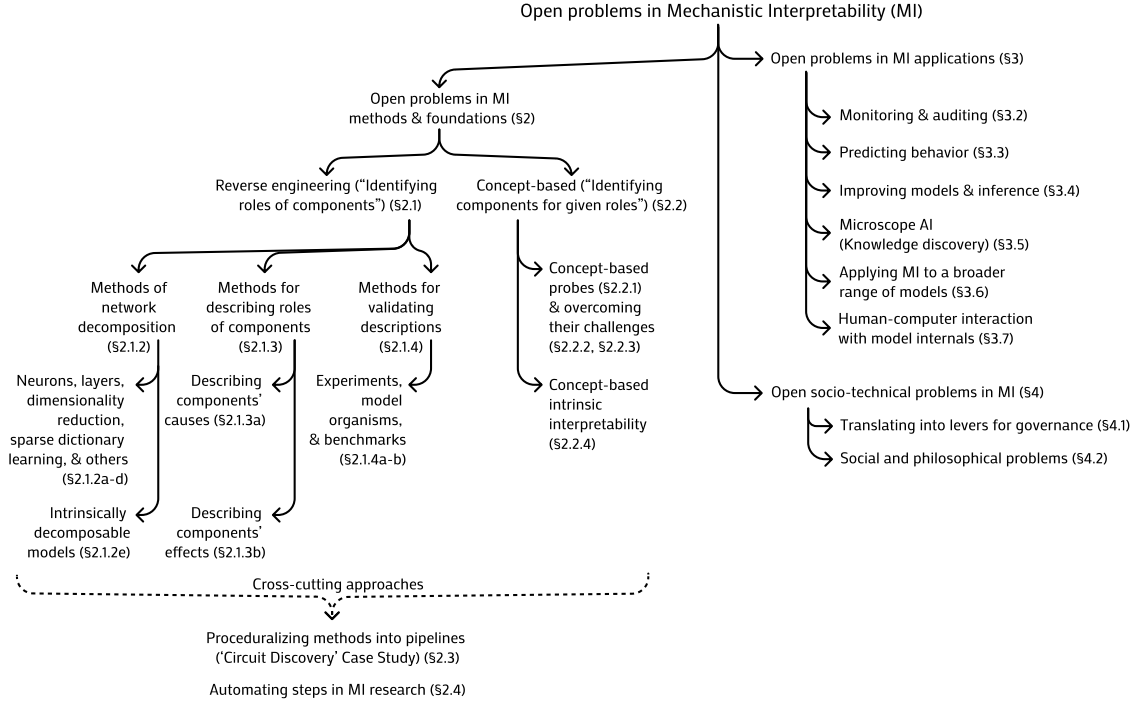 Open problems in Mechanistic Interpretability (MI)
Open problems in MI
methods & foundations (§2)
Reverse engineering (“Identifying
roles of components”) (§2.1)
Methods of
network
decomposition
(§2.1.2)
Neurons, layers,
dimensionality
reduction,
sparse dictionary
learning, & others
(§2.1.2a-d)
Intrinsically
decomposable
models (§2.1.2e)
Methods for
describing roles
of components
(§2.1.3)
Describing
components’
causes (§2.1.3a)
Describing
components’
effects (§2.1.3b)
Methods for
validating
descriptions
(§2.1.4)
Experiments,
model
organisms,
& benchmarks
(§2.1.4a-b)
Concept-based (“Identifying
components for given roles”) (§2.2)
Concept-based
probes (§2.2.1)
& overcoming
their challenges
(§2.2.2, §2.2.3)
Concept-based
intrinsic
interpretability
(§2.2.4)
Cross-cutting approaches
Proceduralizing methods into pipelines
(‘Circuit Discovery’ Case Study) (§2.3)
Automating steps in MI research (§2.4)
Open problems in MI applications (§3)
Monitoring & auditing (§3.2)
Predicting behavior (§3.3)
Improving models & inference (§3.4)
Microscope AI
(Knowledge discovery) (§3.5)
Applying MI to a broader
range of models (§3.6)
Human-computer interaction
with model internals (§3.7)
Open socio-technical problems in MI (§4)
Translating into levers for governance (§4.1)
Social and philosophical problems (§4.2)